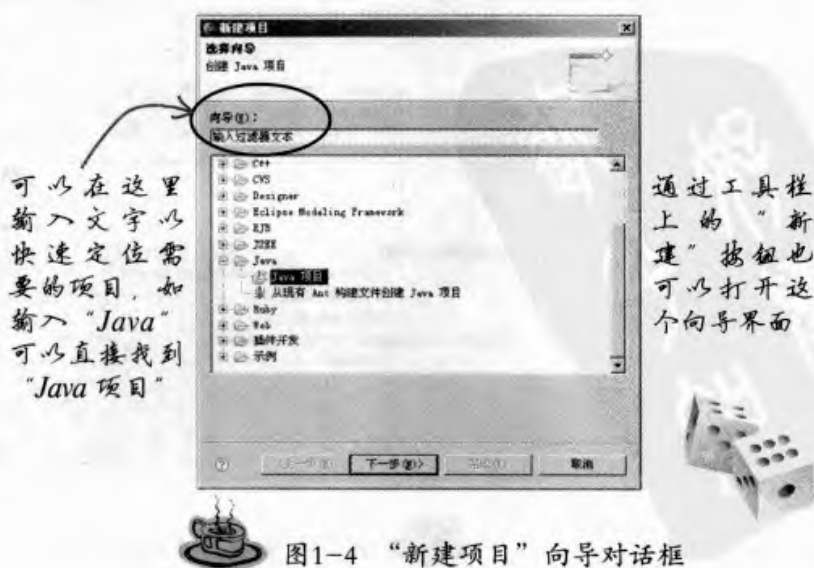 新建项目
选择向导
创建 Java 项目
向导(W):
输入过滤器文本
C++
CVS
Designer
Eclipse Modeling Framework
EJB
J2EE
Java
Java 项目
从现有 Ant 构建文件创建 Java 项目
Ruby
Web
插件开发
示例
下一步(N)>
取消
可以在这里
输入文字以
快速定位需
要的项目，如
输入“Java”
可以直接找到
“Java 项目”
通过工具栏
上的“新
建”按钮也
可以打开这
个向导界面
图1-4 “新建项目”向导对话框